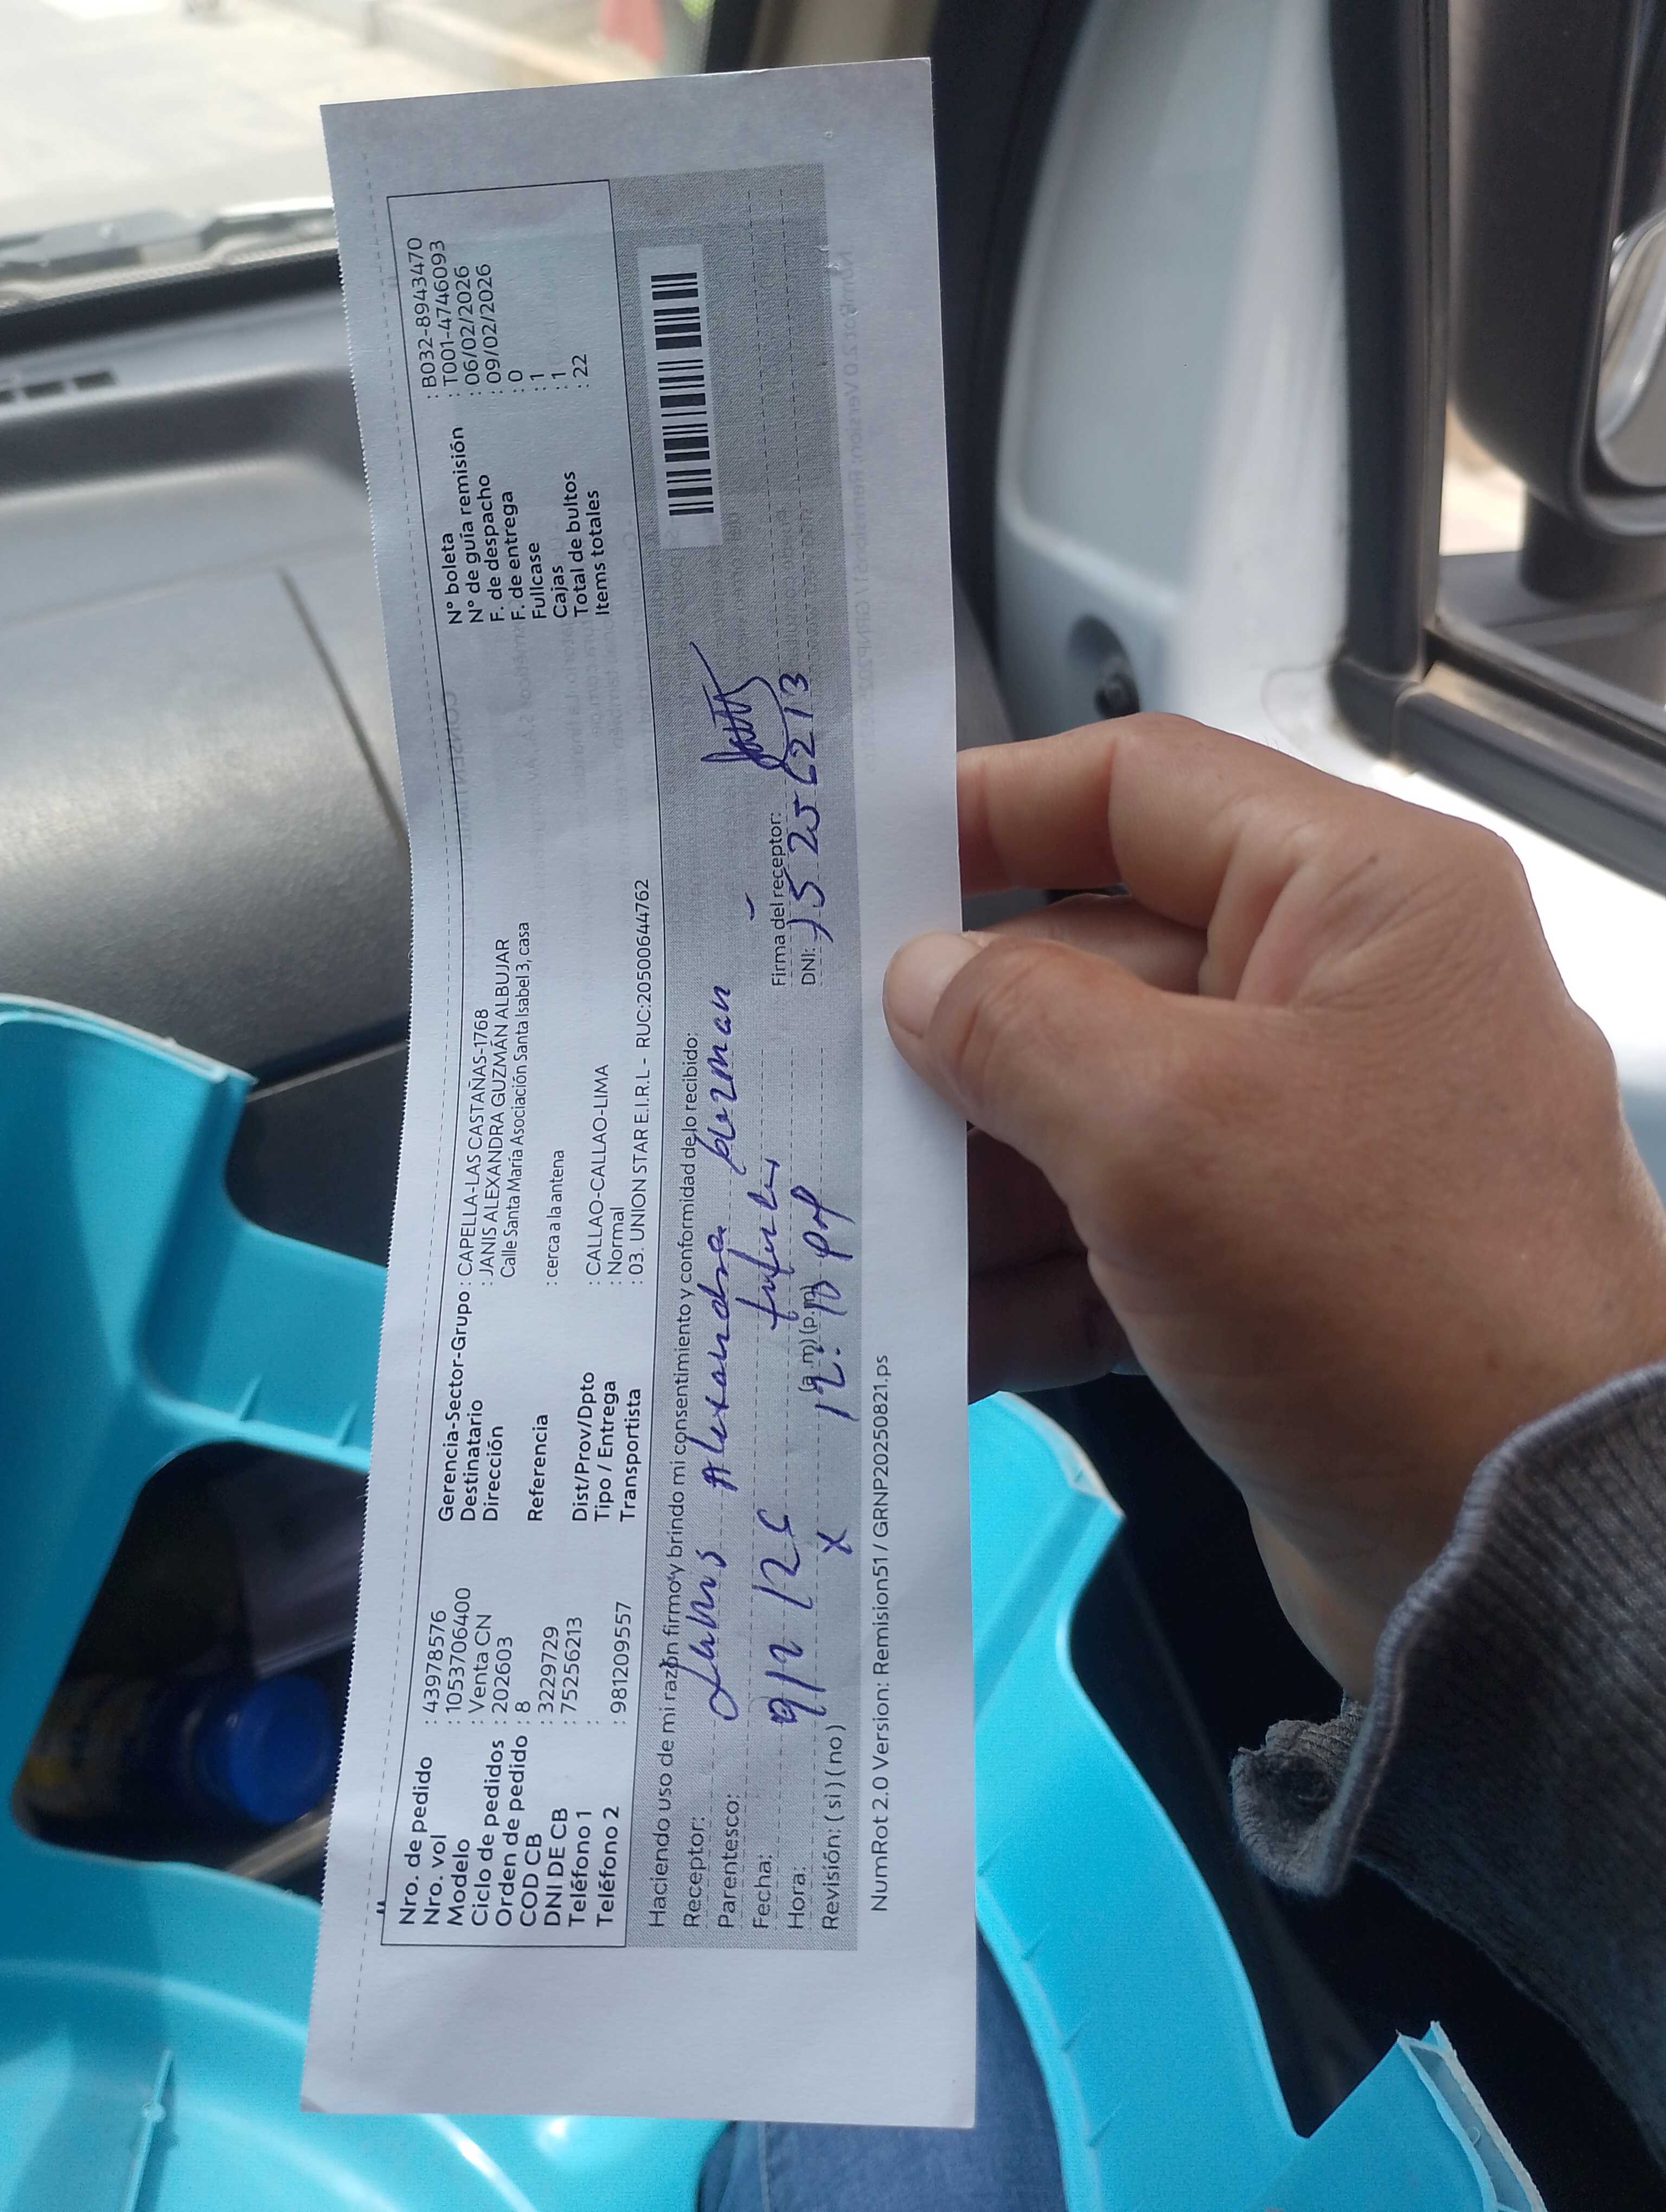 Nro. de pedido : 43978576
Nro. vol : 1053706400
Modelo : Venta CN
Ciclo de pedidos : 202603
Orden de pedido : 8
COD CB : 3229729
DNI DE CB : 75256213
Teléfono 1 :
Teléfono 2 : 981209557
Gerencia-Sector-Grupo : CAPELLA-LAS CASTAÑAS-1768
Destinatario : JANIS ALEXANDRA GUZMÁN ALBUJAR
Dirección Calle Santa María Asociación Santa Isabel 3, casa
Referencia : cerca a la antena
Dist/Prov/Dpto : CALLAO-CALLAO-LIMA
Tipo / Entrega : Normal
Transportista : 03. UNION STAR E.I.R.L - RUC:20500644762
Nº boleta : B032-8943470
Nº de guía remisión : T001-4746093
F. de despacho : 06/02/2026
F. de entrega : 09/02/2026
Fullcase : 0
Cajas : 1
Total de bultos : 1
Items totales : 22
Haciendo uso de mi razón firmo y brindo mi consentimiento y conformidad de lo recibido:
Receptor: Alexandra
Parentesco:
Fecha: 9/2/26
Firma del receptor:
Hora: (a.m) (p.m)
DNI: 75256213
Revisión: ( si ) ( no ) X
NumRot 2.0 Version: Remision51 / GRNP20250821.ps